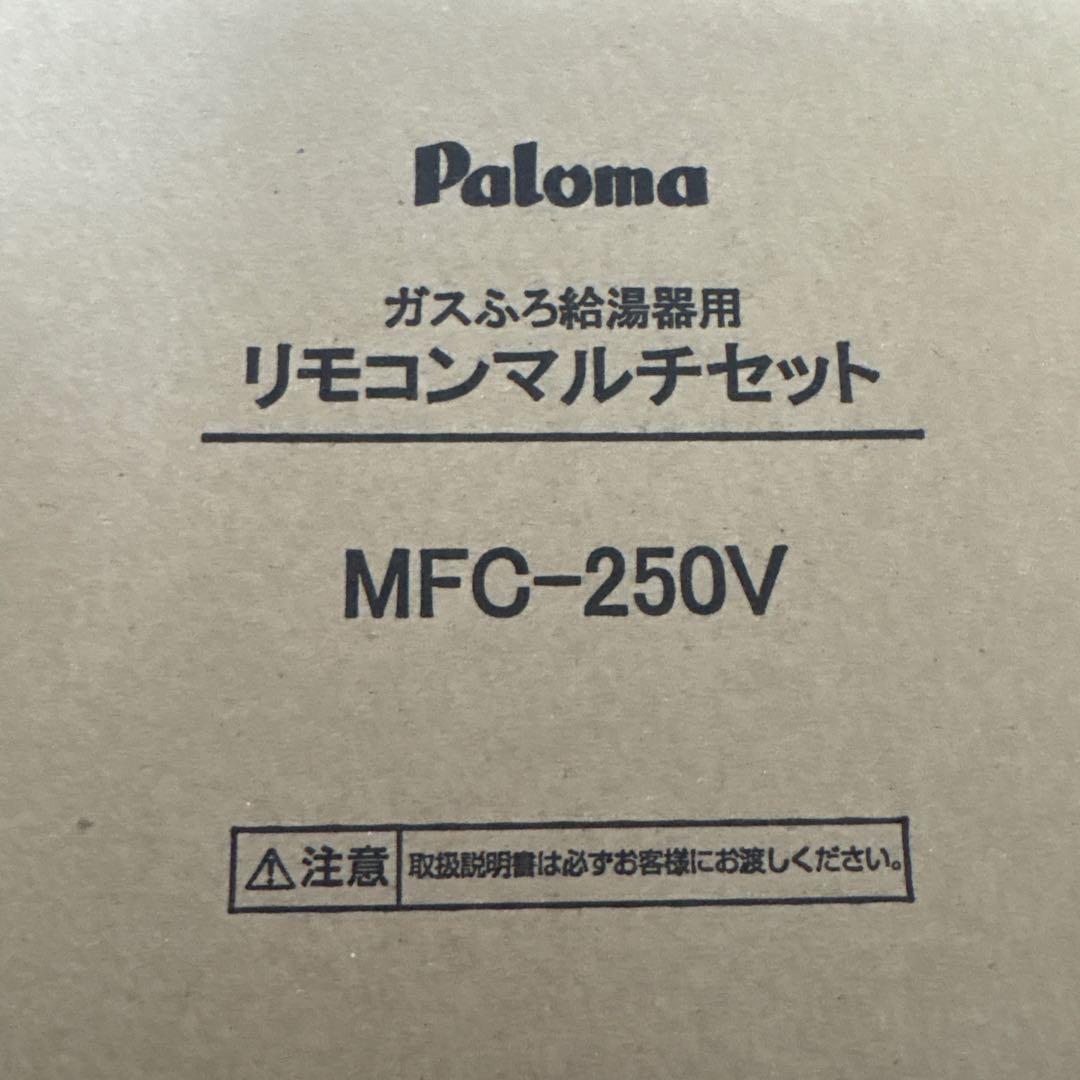 Paloma
ガスふろ給湯器用
リモコンマルチセット
MFC-250V
⚠注意 取扱説明書は必ずお客様にお渡しください。